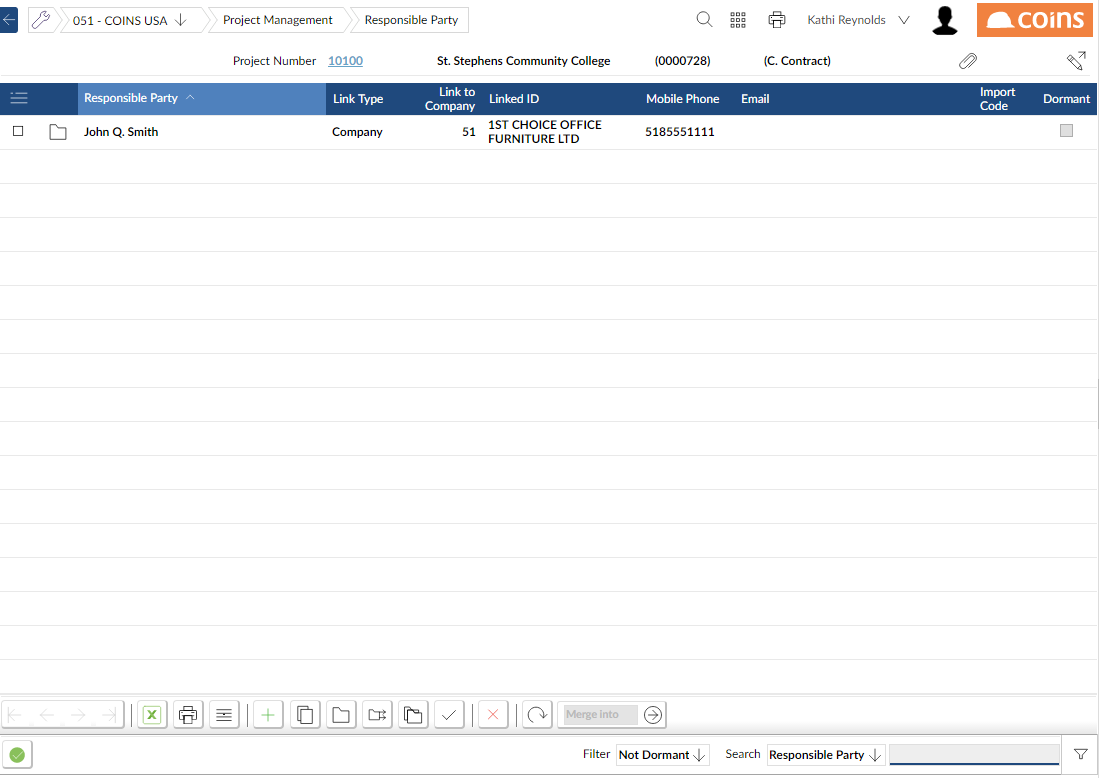 051 - COINS USA Project Management Responsible Party Kathi Reynolds COINS
Project Number 10100 St. Stephens Community College (0000728) (C. Contract)
Responsible Party Link Type Link to Company Linked ID Mobile Phone Email Import Code Dormant
John Q. Smith Company 51 1ST CHOICE OFFICE FURNITURE LTD 5185551111
Merge into
Filter Not Dormant Search Responsible Party